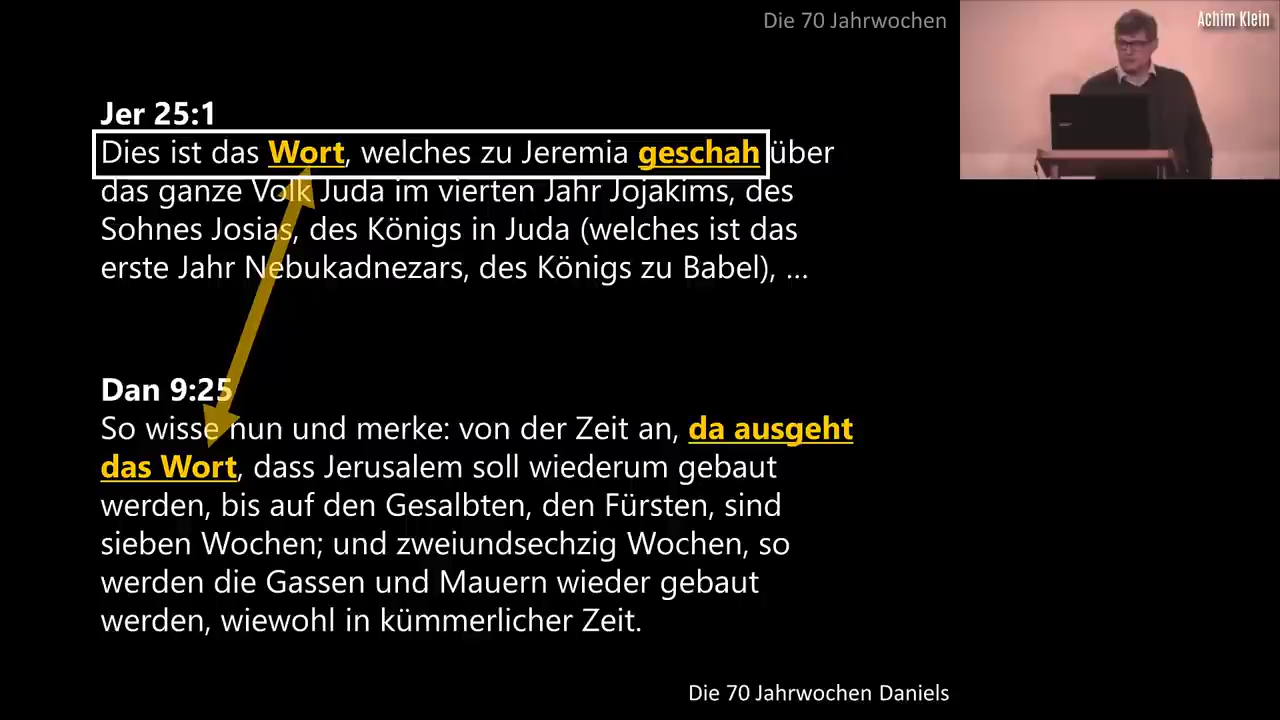 Die 70 Jahrwochen
Achim Klein
Jer 25:1
Dies ist das Wort, welches zu Jeremia geschah über
das ganze Volk Juda im vierten Jahr Jojakims, des
Sohnes Josias, des Königs in Juda (welches ist das
erste Jahr Nebukadnezars, des Königs zu Babel), ...
Dan 9:25
So wisse nun und merke: von der Zeit an, da ausgeht
das Wort, dass Jerusalem soll wiederum gebaut
werden, bis auf den Gesalbten, den Fürsten, sind
sieben Wochen; und zweiundsechzig Wochen, so
werden die Gassen und Mauern wieder gebaut
werden, wiewohl in kümmerlicher Zeit.
Die 70 Jahrwochen Daniels